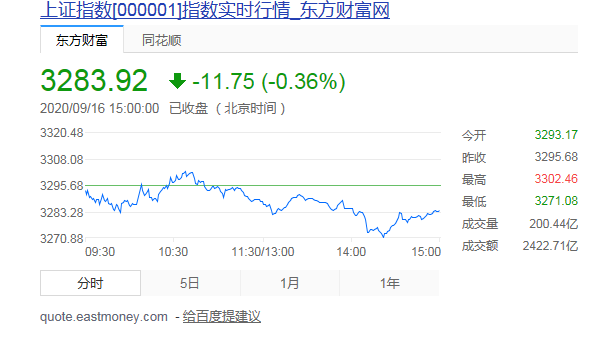 上证指数[000001]指数实时行情_东方财富网
东方财富 同花顺
3283.92 -11.75 (-0.36%)
2020/09/16 15:00:00 已收盘 （北京时间）
3320.48
3308.08
3295.68
3283.28
3270.88
09:30 10:30 11:30/13:00 14:00 15:00
今开 3293.17
昨收 3295.68
最高 3302.46
最低 3271.08
成交量 200.44亿
成交额 2422.71亿
分时 5日 1月 1年
quote.eastmoney.com - 给百度提建议